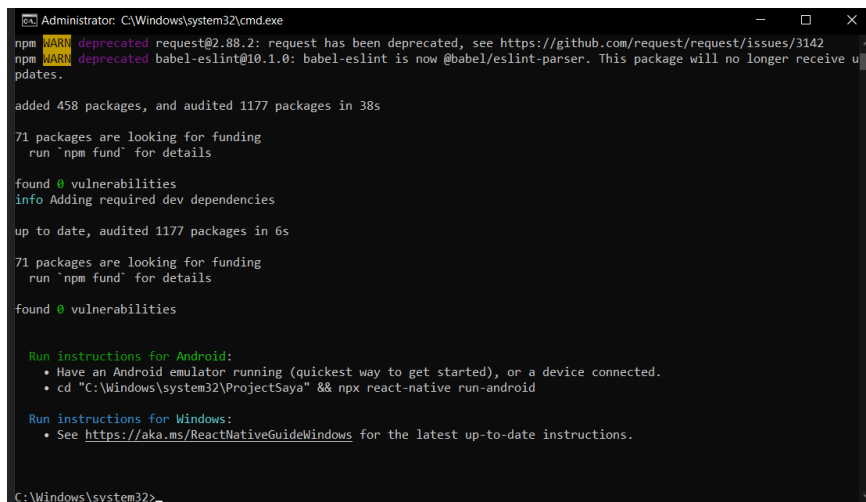 Administrator: C:\Windows\system32\cmd.exe
npm WARN deprecated request@2.88.2: request has been deprecated, see https://github.com/request/request/issues/3142
npm WARN deprecated babel-eslint@10.1.0: babel-eslint is now @babel/eslint-parser. This package will no longer receive u
pdates.
added 458 packages, and audited 1177 packages in 38s
71 packages are looking for funding
run `npm fund` for details
found 0 vulnerabilities
info Adding required dev dependencies
up to date, audited 1177 packages in 6s
71 packages are looking for funding
run `npm fund` for details
found 0 vulnerabilities
Run instructions for Android:
• Have an Android emulator running (quickest way to get started), or a device connected.
• cd "C:\Windows\system32\ProjectSaya" && npx react-native run-android
Run instructions for Windows:
• See https://aka.ms/ReactNativeGuideWindows for the latest up-to-date instructions.
C:\Windows\system32>_